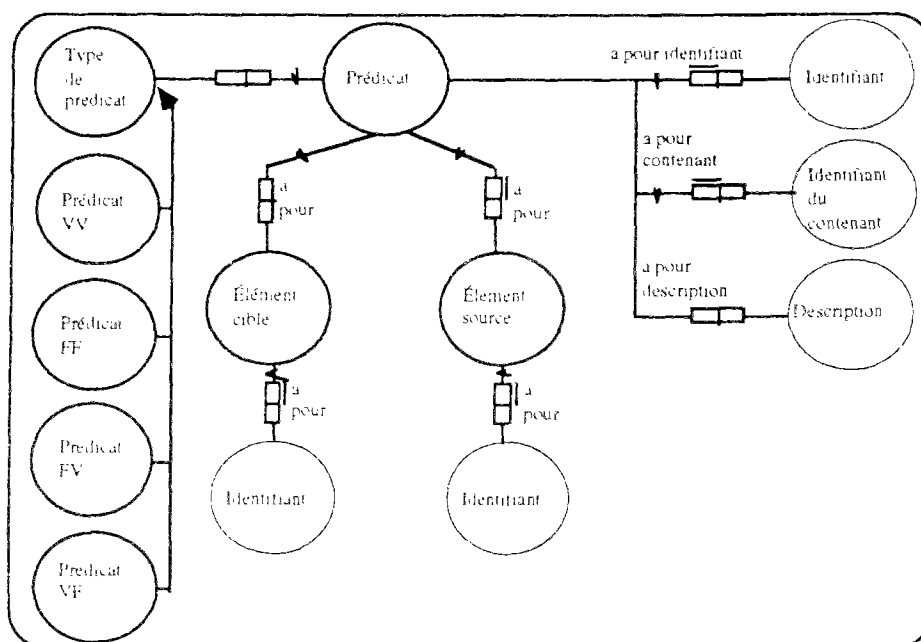 Type
de
prédicat
Prédicat
a pour identifiant
Identifiant
a pour
contenant
Identifiant
du
contenant
a pour
description
Description
Prédicat
VV
Prédicat
FF
Prédicat
FV
Prédicat
VF
a
pour
a
pour
Élément
cible
Élement
source
a
pour
a
pour
Identifiant
Identifiant